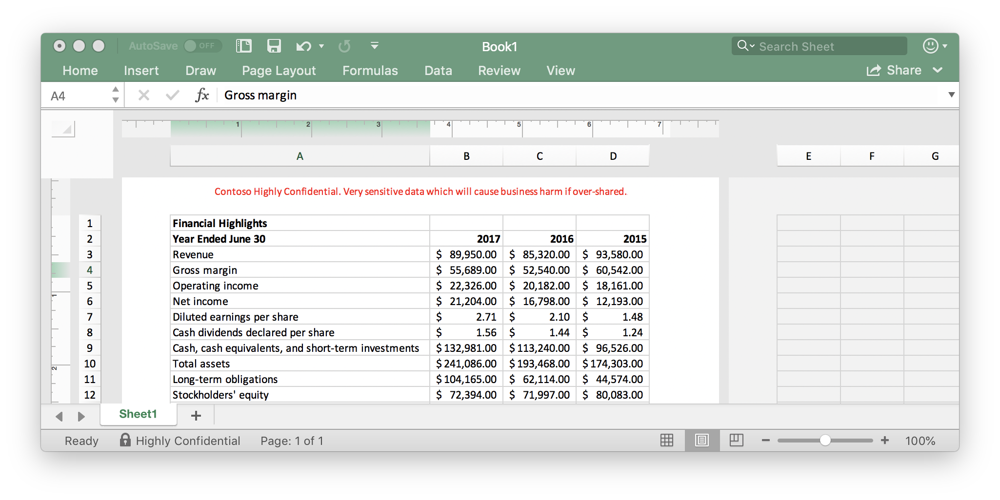 AutoSave OFF Book1 Search Sheet
Home Insert Draw Page Layout Formulas Data Review View Share
A4 fx Gross margin
1 2 3 4 5 6 7
A B C D E F G
Contoso Highly Confidential. Very sensitive data which will cause business harm if over-shared.
1 Financial Highlights
2 Year Ended June 30 2017 2016 2015
3 Revenue $ 89,950.00 $ 85,320.00 $ 93,580.00
4 Gross margin $ 55,689.00 $ 52,540.00 $ 60,542.00
5 Operating income $ 22,326.00 $ 20,182.00 $ 18,161.00
1
6 Net income $ 21,204.00 $ 16,798.00 $ 12,193.00
7 Diluted earnings per share $ 2.71 $ 2.10 $ 1.48
8 Cash dividends declared per share $ 1.56 $ 1.44 $ 1.24
9 Cash, cash equivalents, and short-term investments $ 132,981.00 $ 113,240.00 $ 96,526.00
10 Total assets $ 241,086.00 $ 193,468.00 $ 174,303.00
2
11 Long-term obligations $ 104,165.00 $ 62,114.00 $ 44,574.00
12 Stockholders' equity $ 72,394.00 $ 71,997.00 $ 80,083.00
Sheet1 +
Ready Highly Confidential Page: 1 of 1 100%